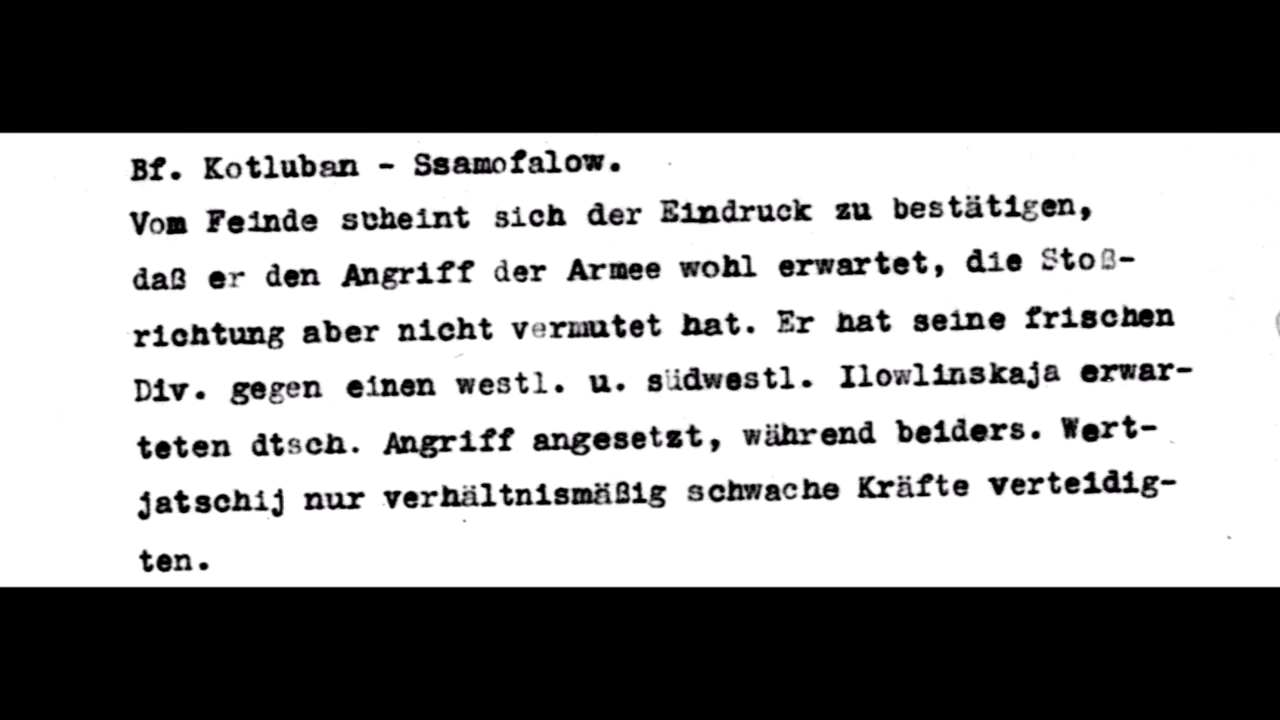 Bf. Kotluban - Ssamofalow.
Vom Feinde scheint sich der Eindruck zu bestätigen,
daß er den Angriff der Armee wohl erwartet, die Stoß-
richtung aber nicht vermutet hat. Er hat seine frischen
Div. gegen einen westl. u. südwestl. Ilowlinskaja erwar-
teten dtsch. Angriff angesetzt, während beiders. Wert-
jatschij nur verhältnismäßig schwache Kräfte verteidig-
ten.